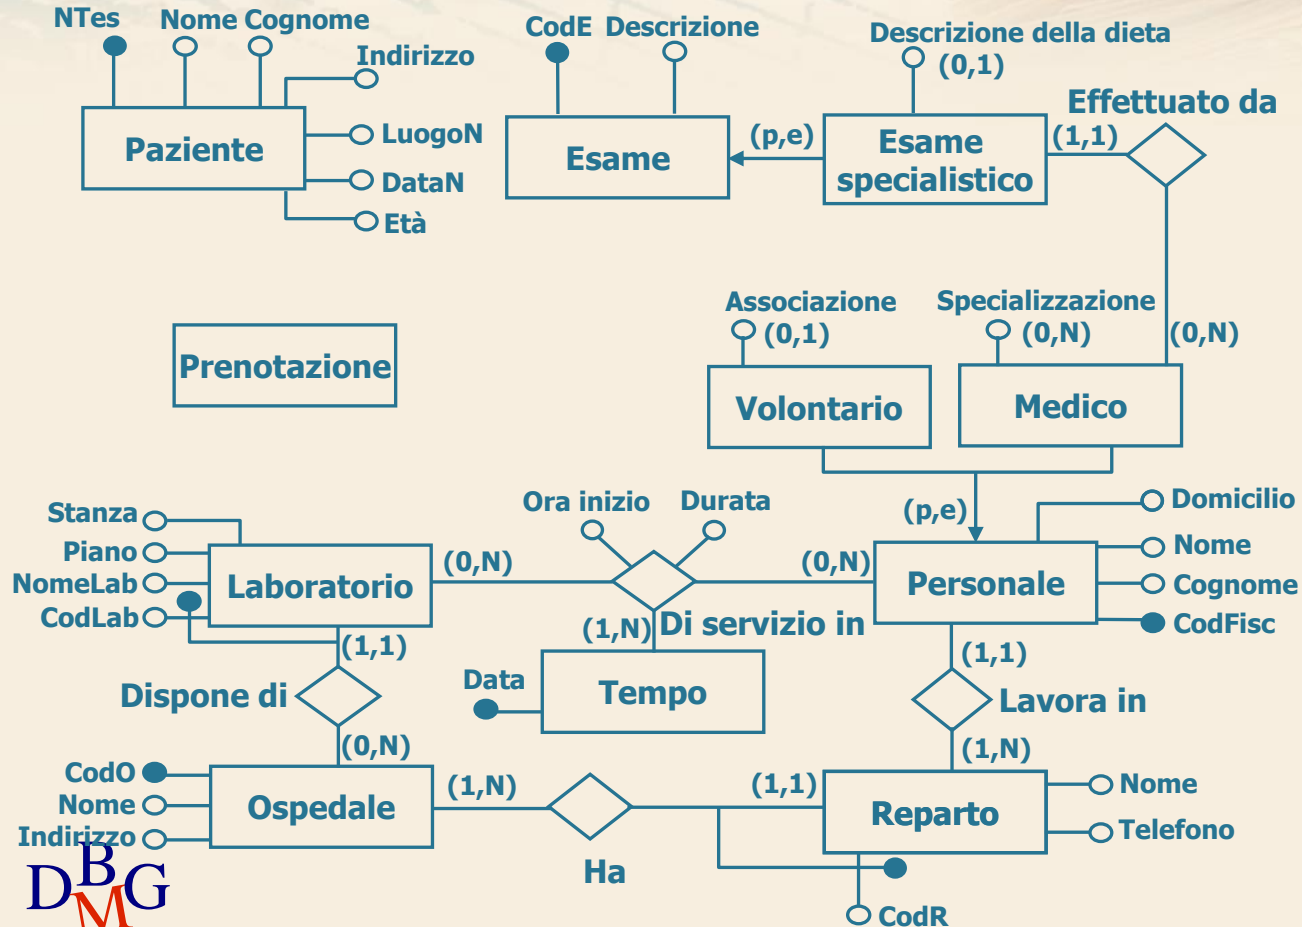 NTes
Nome Cognome
Indirizzo
Paziente
LuogoN
DataN
Età
CodE Descrizione
Esame
(p,e)
Descrizione della dieta
(0,1)
Esame
specialistico
Effettuato da
(1,1)
(0,N)
Prenotazione
Associazione
(0,1)
Volontario
Specializzazione
(0,N)
Medico
(p,e)
Stanza
Piano
NomeLab
CodLab
Laboratorio
(0,N)
Ora inizio
Durata
(0,N)
Di servizio in
(1,N)
Data
Tempo
Personale
Domicilio
Nome
Cognome
CodFisc
(1,1)
Dispone di
(0,N)
(1,1)
Lavora in
(1,N)
CodO
Nome
Indirizzo
Ospedale
(1,N)
Ha
(1,1)
Reparto
Nome
Telefono
CodR
DBMG